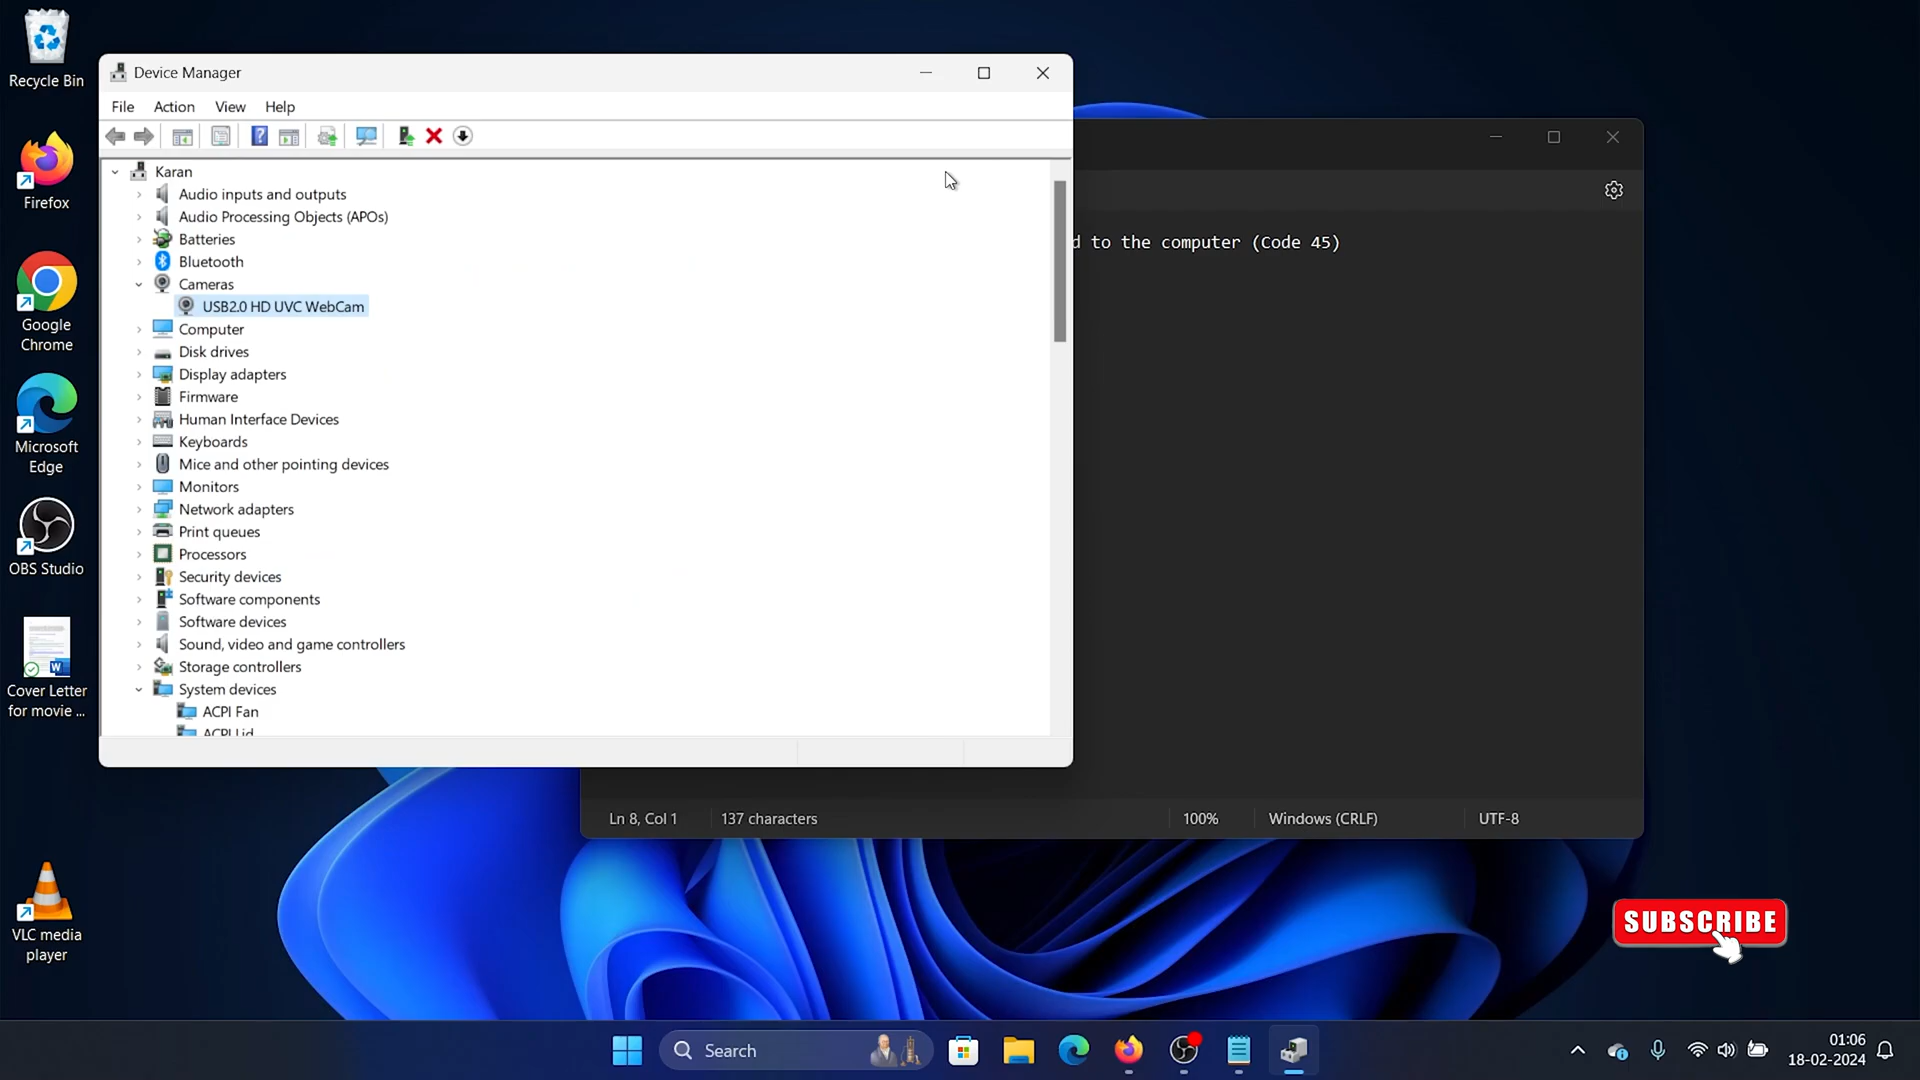 Recycle Bin
Firefox
Google
Chrome
Microsoft
Edge
OBS Studio
Cover Letter
for movie ...
VLC media
player
Device Manager
File Action View Help
Karan
Audio inputs and outputs
Audio Processing Objects (APOs)
Batteries
Bluetooth
Cameras
USB2.0 HD UVC WebCam
Computer
Disk drives
Display adapters
Firmware
Human Interface Devices
Keyboards
Mice and other pointing devices
Monitors
Network adapters
Print queues
Processors
Security devices
Software components
Software devices
Sound, video and game controllers
Storage controllers
System devices
ACPI Fan
ACPI Lid
d to the computer (Code 45)
Ln 8, Col 1 137 characters 100% Windows (CRLF) UTF-8
SUBSCRIBE
Search
01:06
18-02-2024